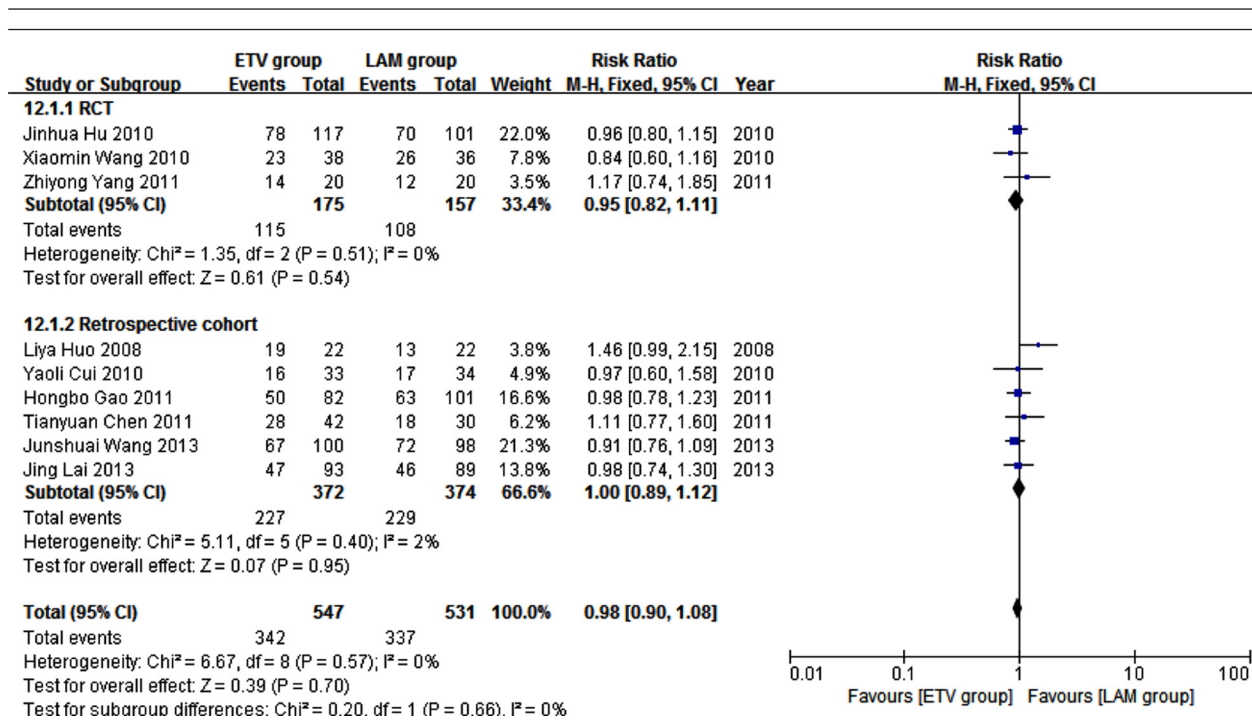 ETV group LAM group Risk Ratio Risk Ratio
Study or Subgroup Events Total Events Total Weight M-H, Fixed, 95% CI Year M-H, Fixed, 95% CI
12.1.1 RCT
Jinhua Hu 2010 78 117 70 101 22.0% 0.96 [0.80, 1.15] 2010
Xiaomin Wang 2010 23 38 26 36 7.8% 0.84 [0.60, 1.16] 2010
Zhiyong Yang 2011 14 20 12 20 3.5% 1.17 [0.74, 1.85] 2011
Subtotal (95% CI) 175 157 33.4% 0.95 [0.82, 1.11]
Total events 115 108
Heterogeneity: Chi² = 1.35, df = 2 (P = 0.51); I² = 0%
Test for overall effect: Z = 0.61 (P = 0.54)
12.1.2 Retrospective cohort
Liya Huo 2008 19 22 13 22 3.8% 1.46 [0.99, 2.15] 2008
Yaoli Cui 2010 16 33 17 34 4.9% 0.97 [0.60, 1.58] 2010
Hongbo Gao 2011 50 82 63 101 16.6% 0.98 [0.78, 1.23] 2011
Tianyuan Chen 2011 28 42 18 30 6.2% 1.11 [0.77, 1.60] 2011
Junshuai Wang 2013 67 100 72 98 21.3% 0.91 [0.76, 1.09] 2013
Jing Lai 2013 47 93 46 89 13.8% 0.98 [0.74, 1.30] 2013
Subtotal (95% CI) 372 374 66.6% 1.00 [0.89, 1.12]
Total events 227 229
Heterogeneity: Chi² = 5.11, df = 5 (P = 0.40); I² = 2%
Test for overall effect: Z = 0.07 (P = 0.95)
Total (95% CI) 547 531 100.0% 0.98 [0.90, 1.08]
Total events 342 337
Heterogeneity: Chi² = 6.67, df = 8 (P = 0.57); I² = 0%
Test for overall effect: Z = 0.39 (P = 0.70)
Test for subgroup differences: Chi² = 0.20, df = 1 (P = 0.66), I² = 0%
0.01 0.1 1 10 100
Favours [ETV group] Favours [LAM group]